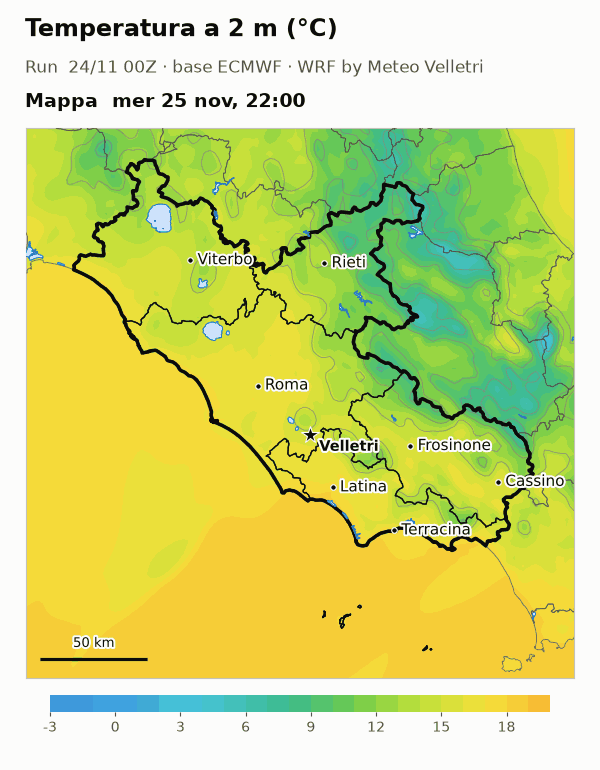 Temperatura a 2 m (°C)
Run  24/11 00Z · base ECMWF · WRF by Meteo Velletri
Mappa  mer 25 nov, 22:00
Viterbo
Rieti
Roma
Velletri
Frosinone
Latina
Cassino
Terracina
50 km
-3 0 3 6 9 12 15 18